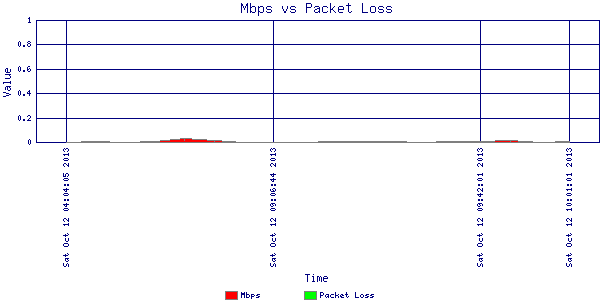 Mbps vs Packet Loss
1
0.8
0.6
0.4
0.2
0
Value
Sat Oct 12 04:04:05 2013
Sat Oct 12 09:06:44 2013
Sat Oct 12 09:42:01 2013
Sat Oct 12 10:01:01 2013
Time
Mbps
Packet Loss